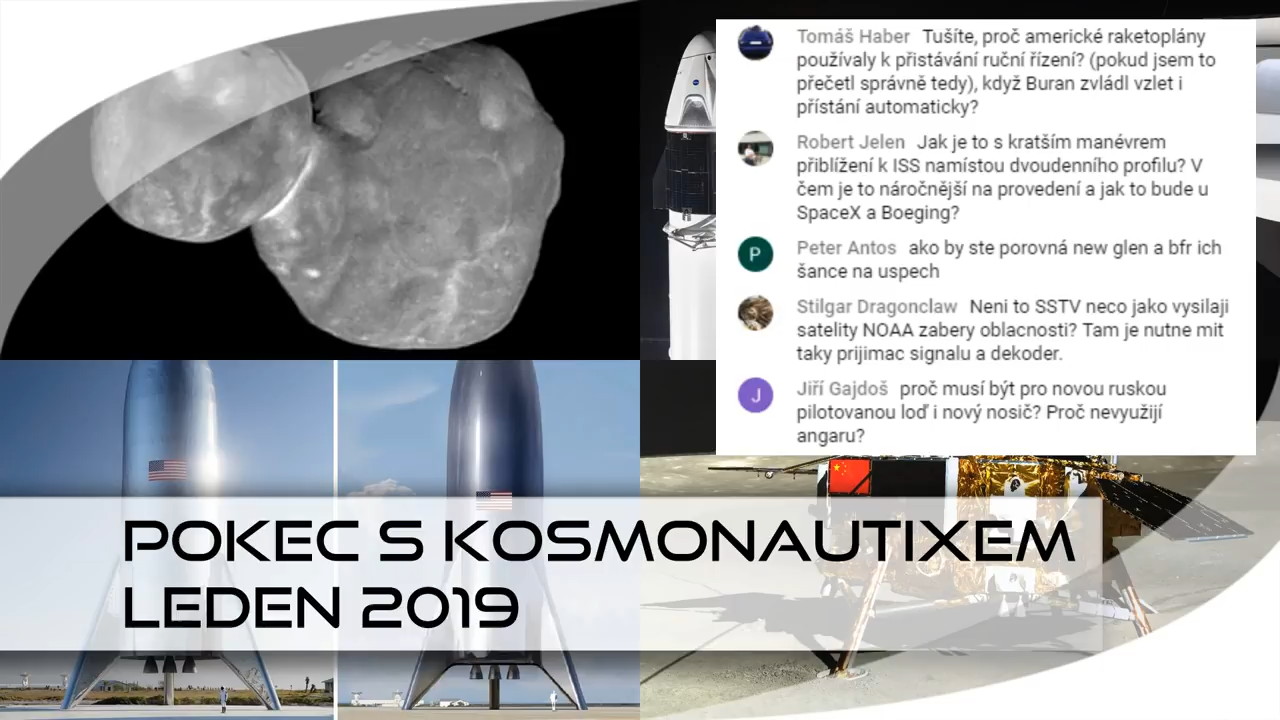 Tomáš Haber Tušíte, proč americké raketoplány
používaly k přistávání ruční řízení? (pokud jsem to
přečetl správně tedy), když Buran zvládl vzlet i
přístání automaticky?
Robert Jelen Jak je to s kratším manévrem
přiblížení k ISS namístou dvoudenního profilu? V
čem je to náročnější na provedení a jak to bude u
SpaceX a Boeging?
Peter Antos ako by ste porovná new glen a bfr ich
šance na uspech
Stilgar Dragonclaw Neni to SSTV neco jako vysilaji
satelity NOAA zabery oblacnosti? Tam je nutne mit
taky prijimac signalu a dekoder.
J
Jiří Gajdoš proč musí být pro novou ruskou
pilotovanou loď i nový nosič? Proč nevyužijí
angaru?
P
POKEC S KOSMONAUTIXEM
LEDEN 2019